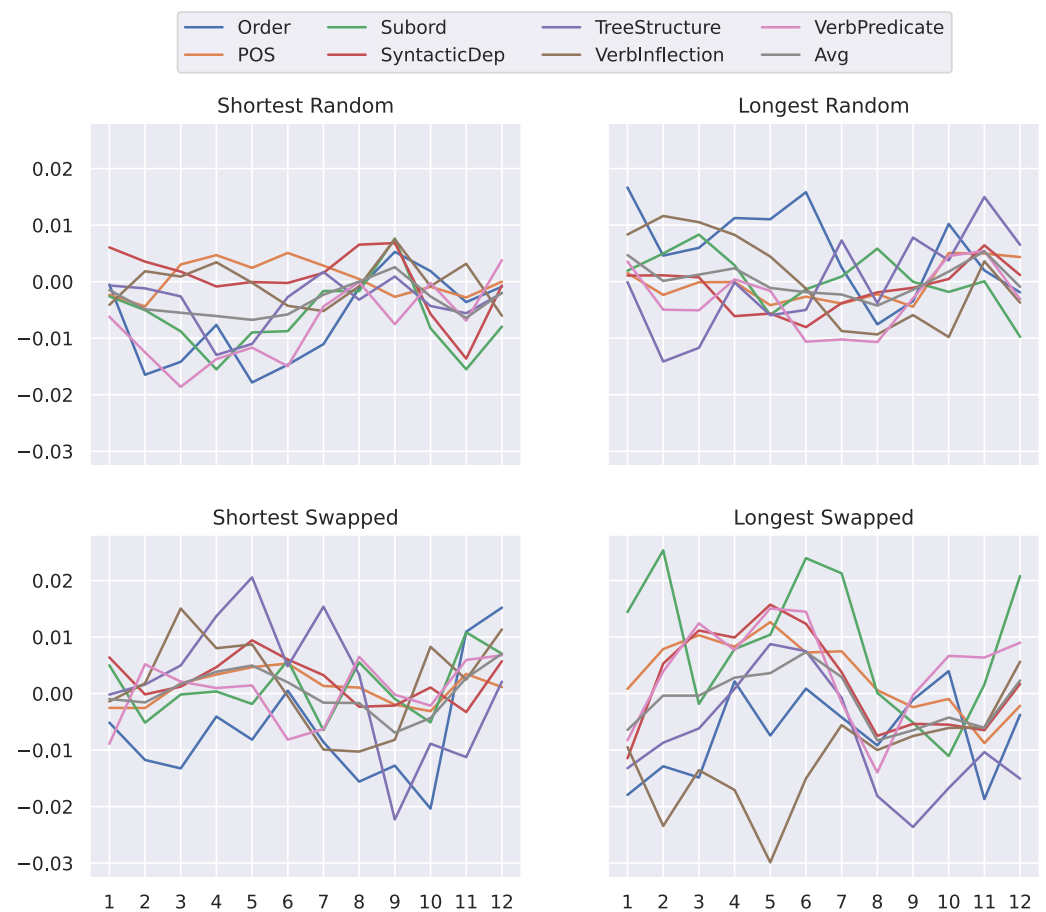 Order Subord TreeStructure VerbPredicate
POS SyntacticDep VerbInflection Avg
Shortest Random
Longest Random
0.02
0.01
0.00
−0.01
−0.02
−0.03
Shortest Swapped
Longest Swapped
0.02
0.01
0.00
−0.01
−0.02
−0.03
1 2 3 4 5 6 7 8 9 10 11 12
1 2 3 4 5 6 7 8 9 10 11 12